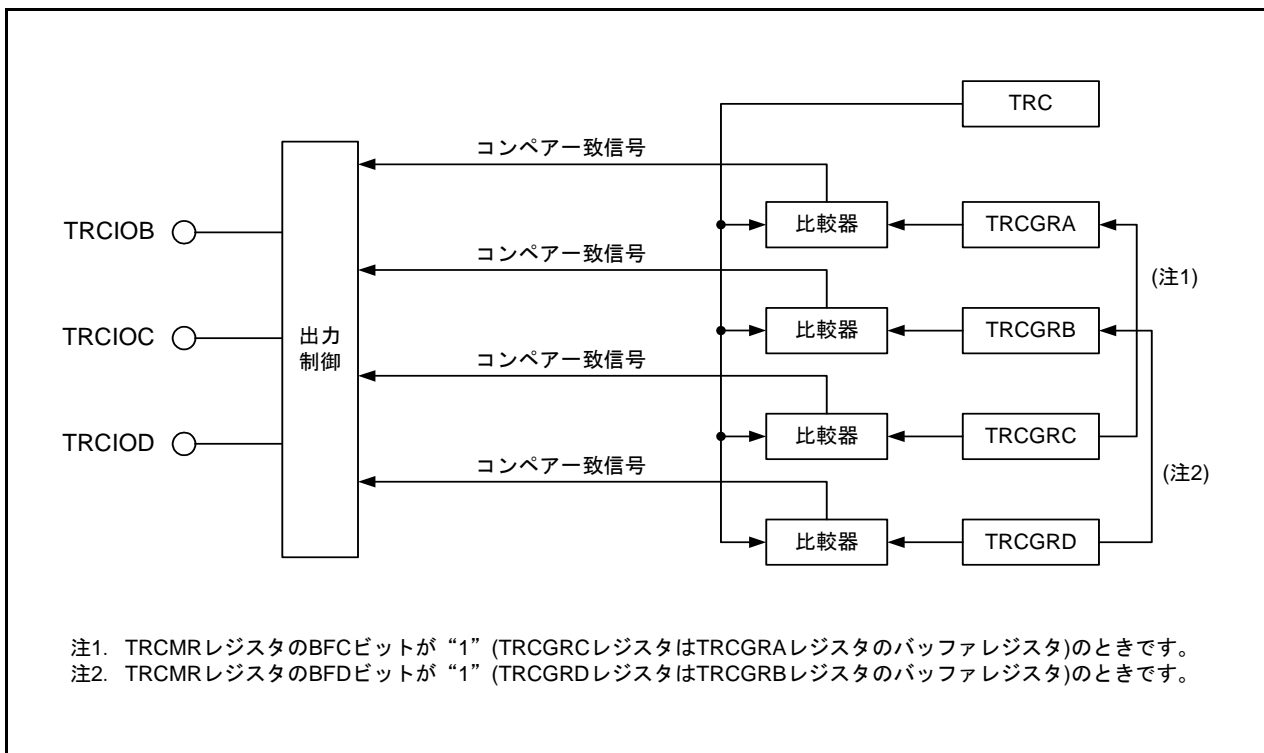 TRC
コンペア一致信号
TRCIOB
比較器
TRCGRA
コンペア一致信号
(注1)
TRCIOC
出力
制御
比較器
TRCGRB
コンペア一致信号
TRCIOD
比較器
TRCGRC
コンペア一致信号
(注2)
比較器
TRCGRD
注1. TRCMRレジスタのBFCビットが“1” (TRCGRCレジスタはTRCGRAレジスタのバッファレジスタ)のときです。
注2. TRCMRレジスタのBFDビットが“1” (TRCGRDレジスタはTRCGRBレジスタのバッファレジスタ)のときです。